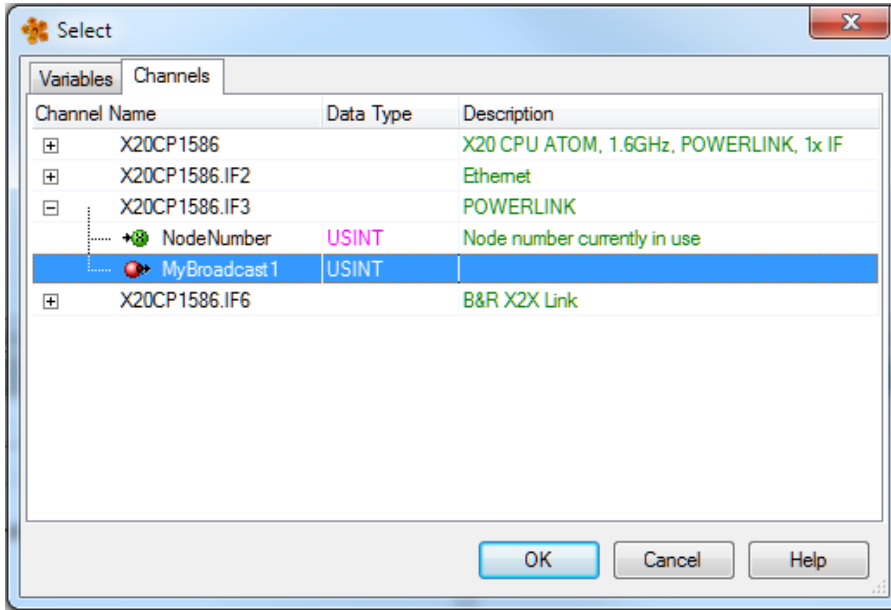 Select
Variables Channels
Channel Name Data Type Description
X20CP1586 X20 CPU ATOM, 1.6GHz, POWERLINK, 1x IF
X20CP1586.IF2 Ethernet
X20CP1586.IF3 POWERLINK
NodeNumber USINT Node number currently in use
MyBroadcast1 USINT
X20CP1586.IF6 B&R X2X Link
OK Cancel Help